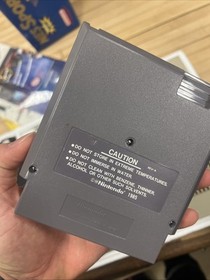 CAUTION
•DO NOT STORE IN EXTREME TEMPERATURES.
•DO NOT IMMERSE IN WATER.
•DO NOT CLEAN WITH BENZENE, THINNER,
ALCOHOL OR OTHER SUCH SOLVENTS.
©Nintendo 1985